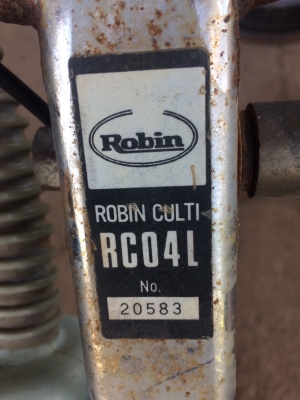 Robin
ROBIN CULTI
RC04L
No.
20583